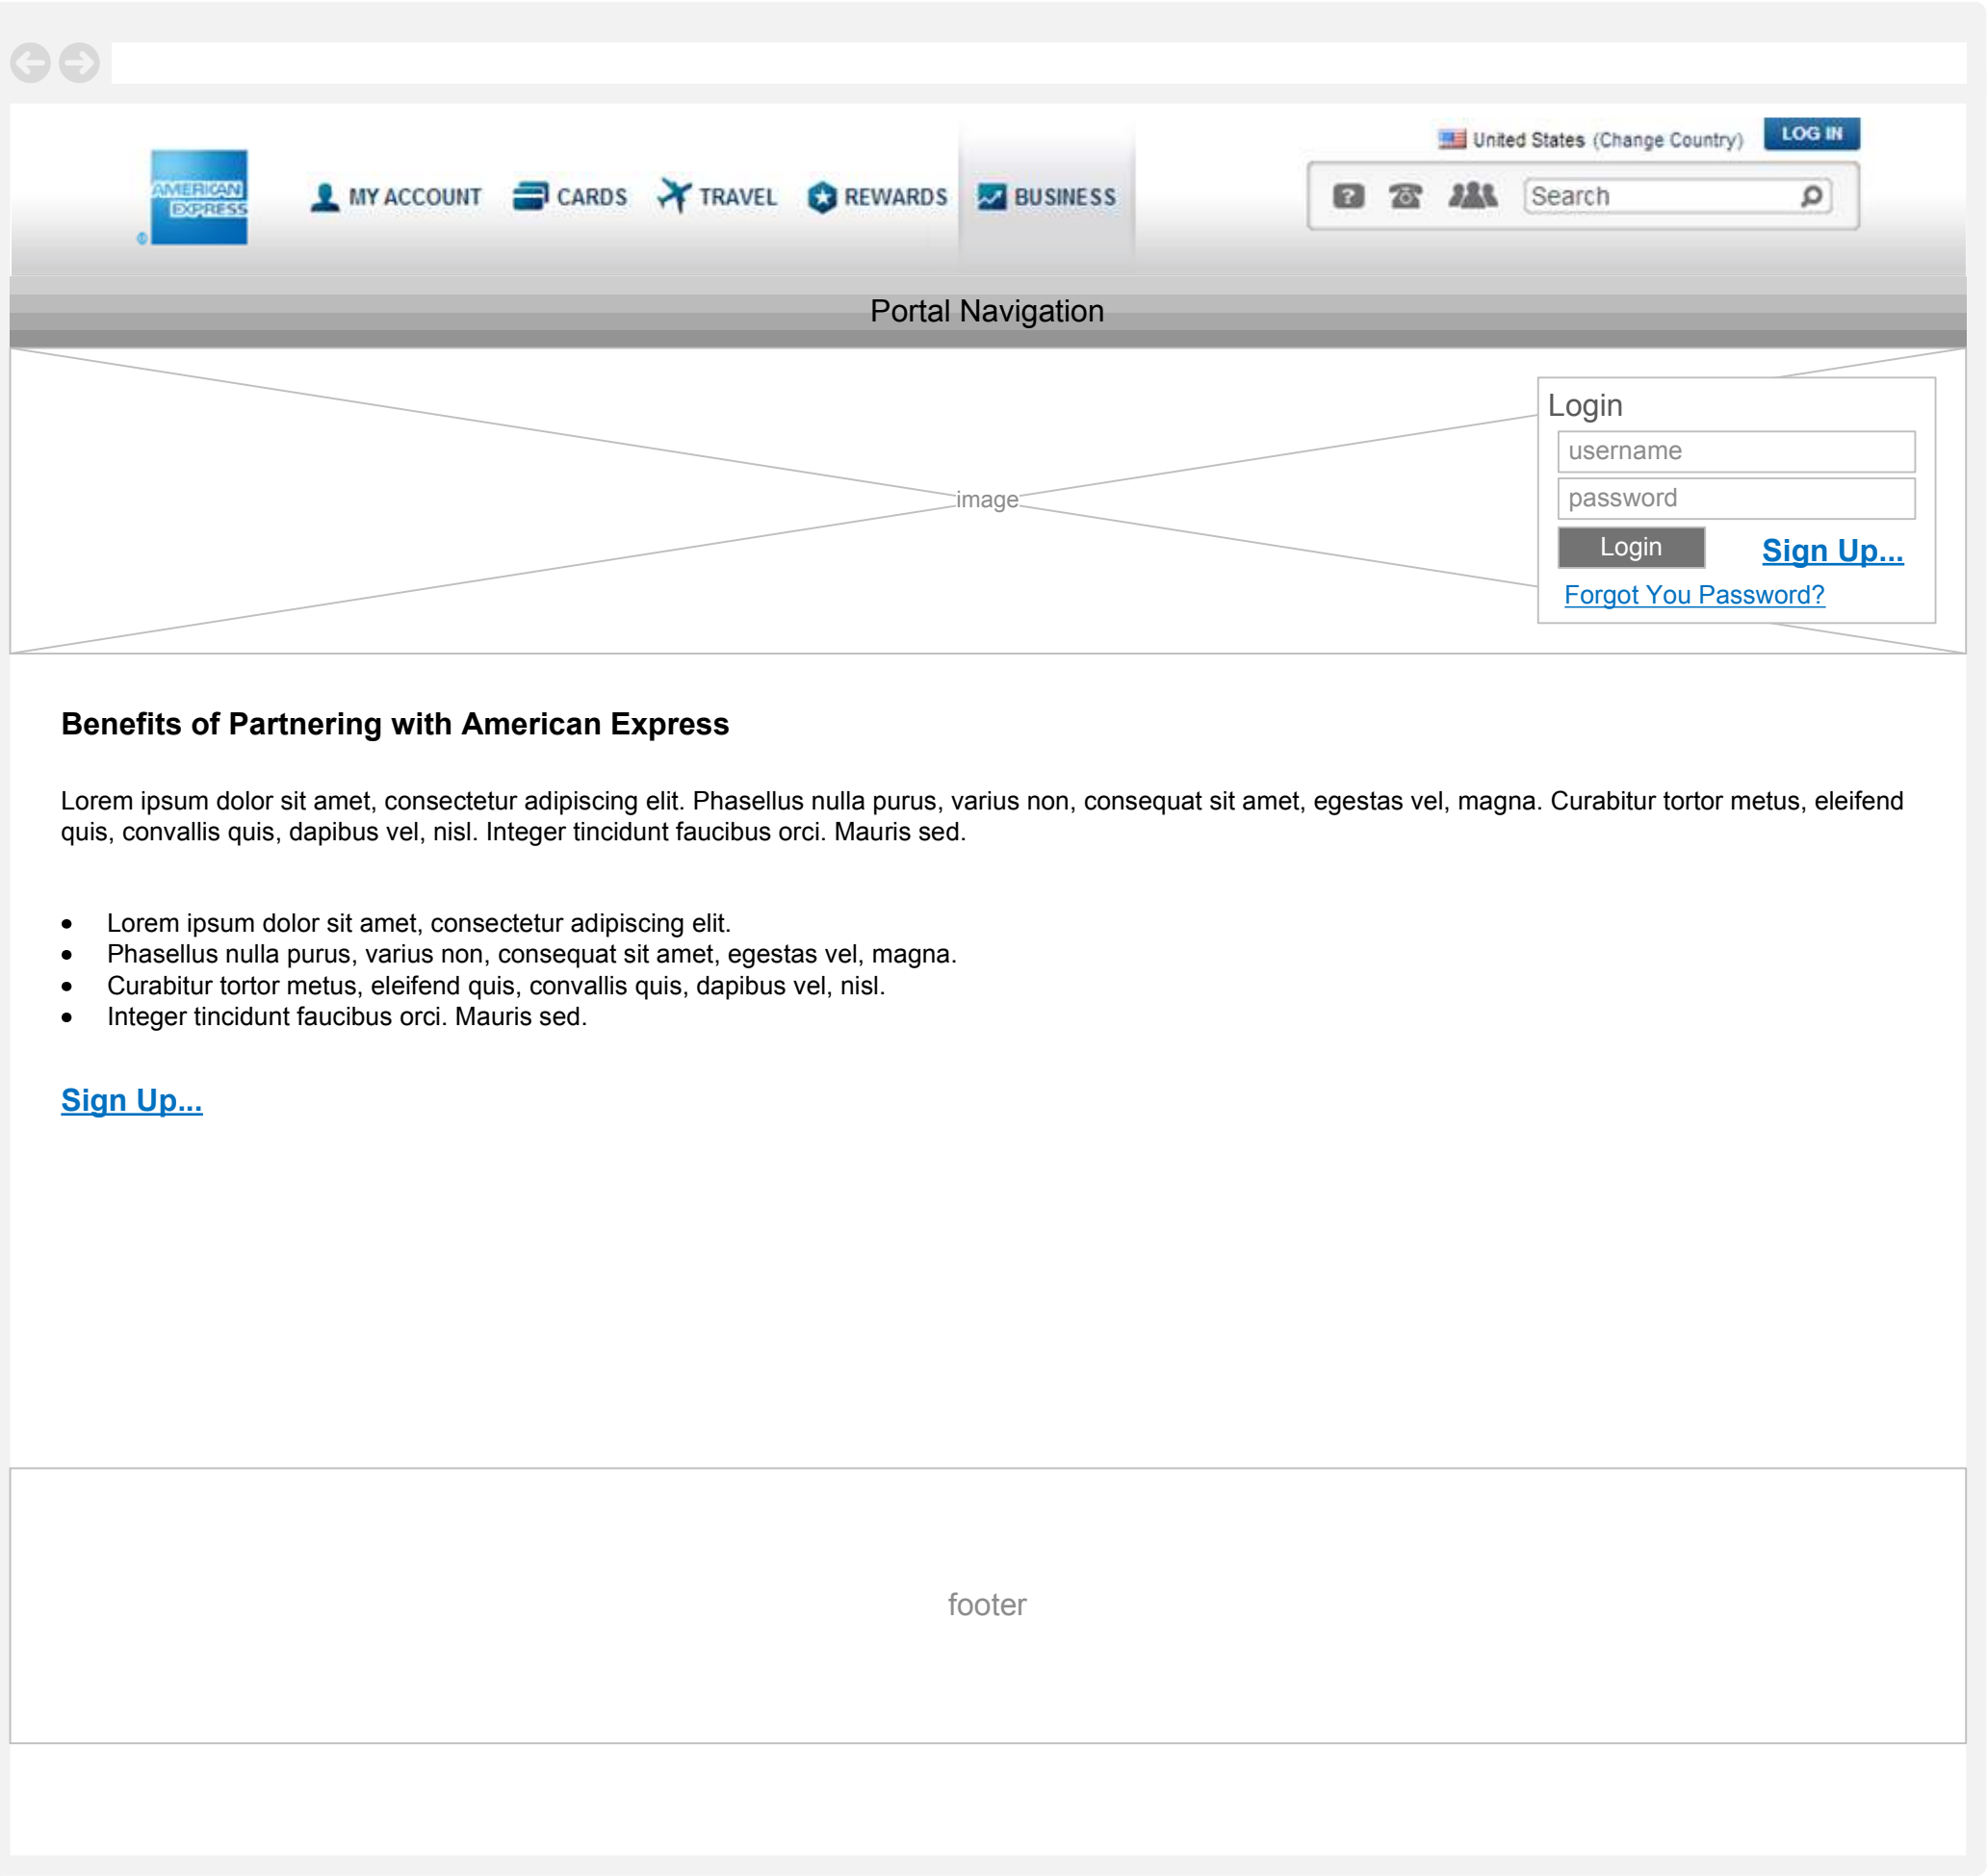 United States (Change Country) LOG IN
AMERICAN
EXPRESS
®
MY ACCOUNT CARDS TRAVEL REWARDS BUSINESS
? Search
Portal Navigation
Login
username
password
Login Sign Up...
Forgot You Password?
image
Benefits of Partnering with American Express
Lorem ipsum dolor sit amet, consectetur adipiscing elit. Phasellus nulla purus, varius non, consequat sit amet, egestas vel, magna. Curabitur tortor metus, eleifend
quis, convallis quis, dapibus vel, nisl. Integer tincidunt faucibus orci. Mauris sed.
• Lorem ipsum dolor sit amet, consectetur adipiscing elit.
• Phasellus nulla purus, varius non, consequat sit amet, egestas vel, magna.
• Curabitur tortor metus, eleifend quis, convallis quis, dapibus vel, nisl.
• Integer tincidunt faucibus orci. Mauris sed.
Sign Up...
footer